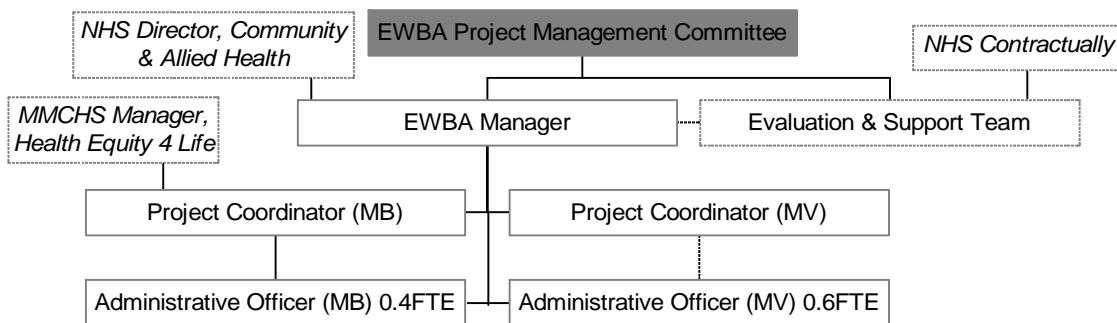 NHS Director, Community
& Allied Health
EWBA Project Management Committee
NHS Contractually
MMCHS Manager,
Health Equity 4 Life
EWBA Manager
Evaluation & Support Team
Project Coordinator (MB)
Project Coordinator (MV)
Administrative Officer (MB) 0.4FTE
Administrative Officer (MV) 0.6FTE